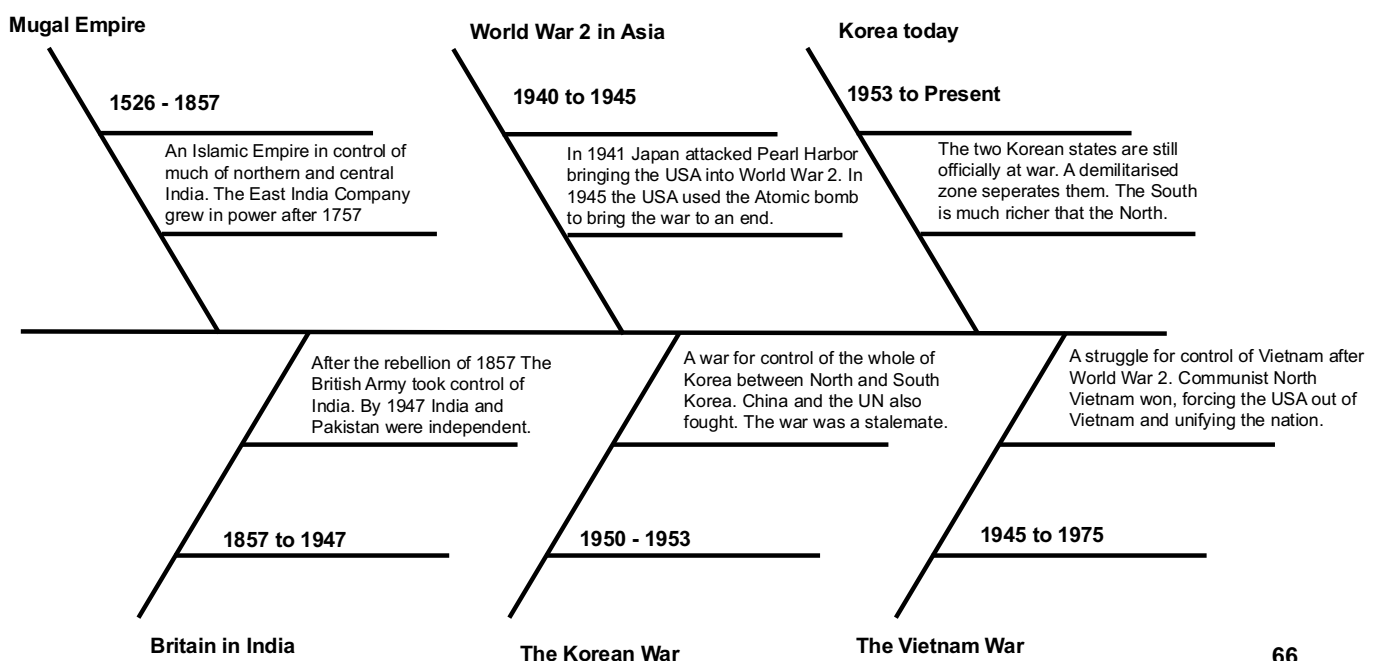 Mugal Empire
1526 - 1857
An Islamic Empire in control of
much of northern and central
India. The East India Company
grew in power after 1757
World War 2 in Asia
1940 to 1945
In 1941 Japan attacked Pearl Harbor
bringing the USA into World War 2. In
1945 the USA used the Atomic bomb
to bring the war to an end.
Korea today
1953 to Present
The two Korean states are still
officially at war. A demilitarised
zone seperates them. The South
is much richer that the North.
After the rebellion of 1857 The
British Army took control of
India. By 1947 India and
Pakistan were independent.
1857 to 1947
Britain in India
A war for control of the whole of
Korea between North and South
Korea. China and the UN also
fought. The war was a stalemate.
1950 - 1953
The Korean War
A struggle for control of Vietnam after
World War 2. Communist North
Vietnam won, forcing the USA out of
Vietnam and unifying the nation.
1945 to 1975
The Vietnam War
66